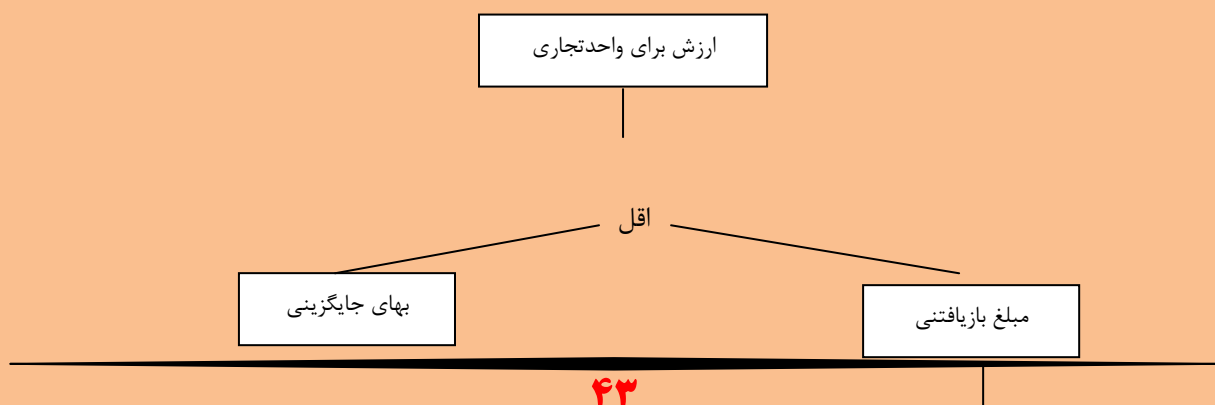 ارزش برای واحدتجاری
اقل
مبلغ بازیافتنی
بهای جایگزینی
۴۳